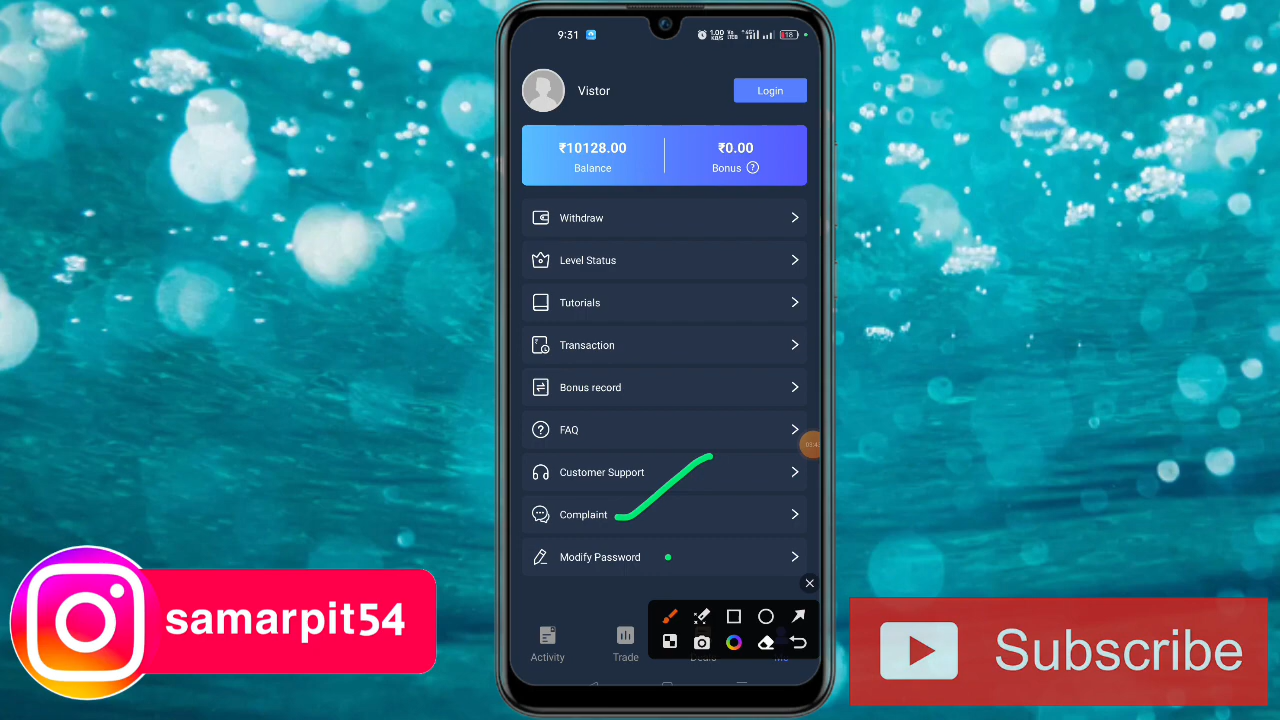 9:31
18
Vistor
Login
₹10128.00
₹0.00
Balance
Bonus
Withdraw
Level Status
Tutorials
Transaction
Bonus record
FAQ
Customer Support
Complaint
Modify Password
Activity
Trade
samarpit54
Subscribe